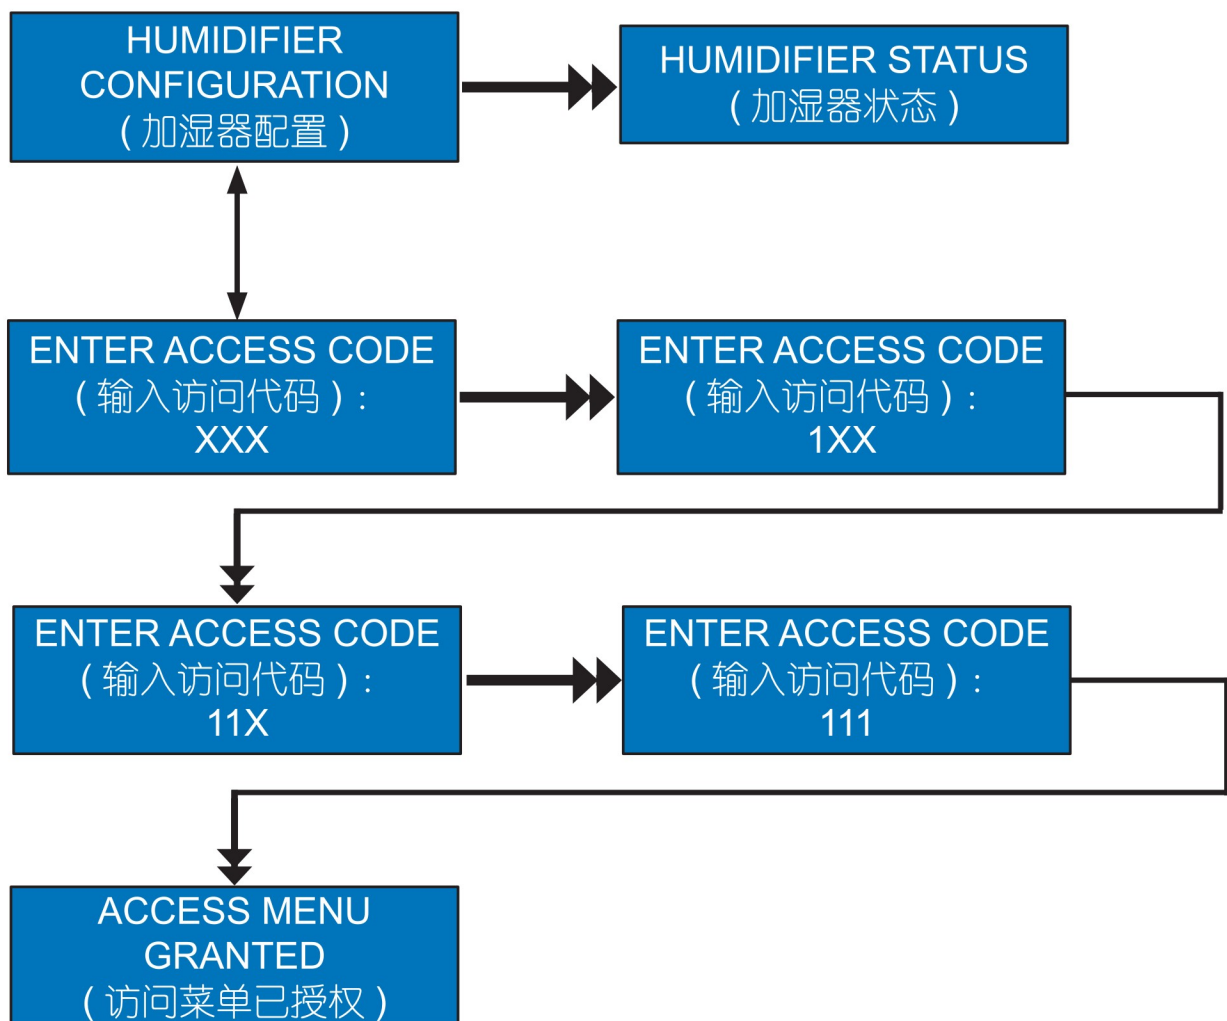 HUMIDIFIER
CONFIGURATION
(加湿器配置)
HUMIDIFIER STATUS
(加湿器状态)
ENTER ACCESS CODE
(输入访问代码):
XXX
ENTER ACCESS CODE
(输入访问代码):
1XX
ENTER ACCESS CODE
(输入访问代码):
11X
ENTER ACCESS CODE
(输入访问代码):
111
ACCESS MENU
GRANTED
(访问菜单已授权)